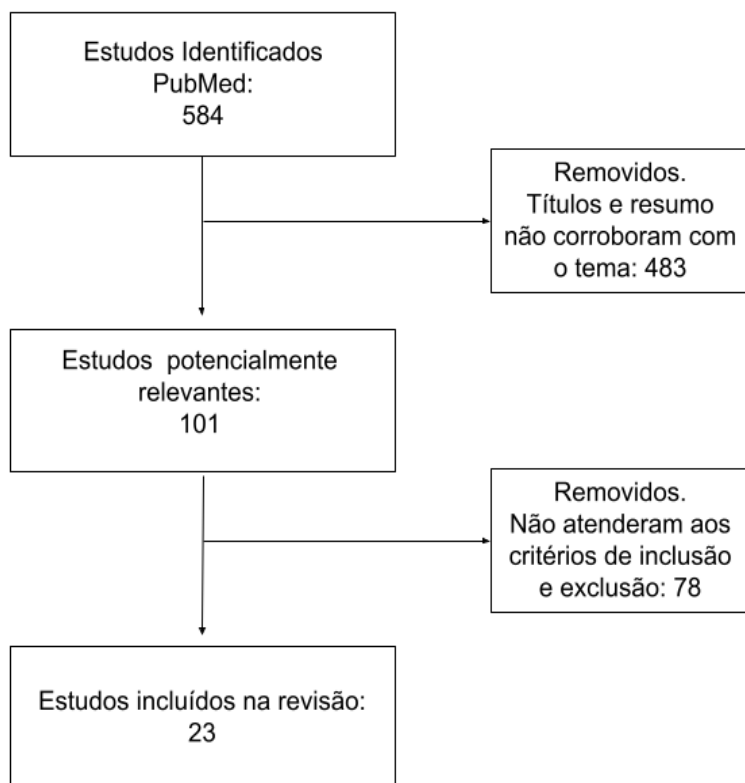 Estudos Identificados
PubMed:
584
Removidos.
Títulos e resumo
não corroboram com
o tema: 483
Estudos potencialmente
relevantes:
101
Removidos.
Não atenderam aos
critérios de inclusão
e exclusão: 78
Estudos incluídos na revisão:
23